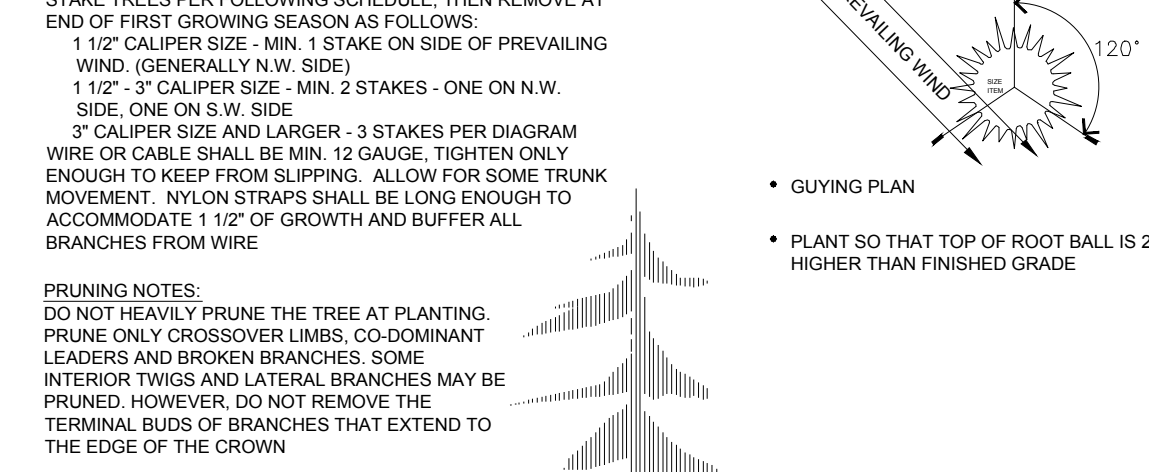 STAKE TREES PER FOLLOWING SCHEDULE, THEN REMOVE AT
END OF FIRST GROWING SEASON AS FOLLOWS:
1 1/2" CALIPER SIZE - MIN. 1 STAKE ON SIDE OF PREVAILING
WIND. (GENERALLY N.W. SIDE)
1 1/2" - 3" CALIPER SIZE - MIN. 2 STAKES - ONE ON N.W.
SIDE, ONE ON S.W. SIDE
3" CALIPER SIZE AND LARGER - 3 STAKES PER DIAGRAM
WIRE OR CABLE SHALL BE MIN. 12 GAUGE, TIGHTEN ONLY
ENOUGH TO KEEP FROM SLIPPING. ALLOW FOR SOME TRUNK
MOVEMENT. NYLON STRAPS SHALL BE LONG ENOUGH TO
ACCOMMODATE 1 1/2" OF GROWTH AND BUFFER ALL
BRANCHES FROM WIRE
PRUNING NOTES:
DO NOT HEAVILY PRUNE THE TREE AT PLANTING.
PRUNE ONLY CROSSOVER LIMBS, CO-DOMINANT
LEADERS AND BROKEN BRANCHES. SOME
INTERIOR TWIGS AND LATERAL BRANCHES MAY BE
PRUNED. HOWEVER, DO NOT REMOVE THE
TERMINAL BUDS OF BRANCHES THAT EXTEND TO
THE EDGE OF THE CROWN
REVAILING WIND
SIZE
ITEM
120°
• GUYING PLAN
• PLANT SO THAT TOP OF ROOT BALL IS 2
HIGHER THAN FINISHED GRADE